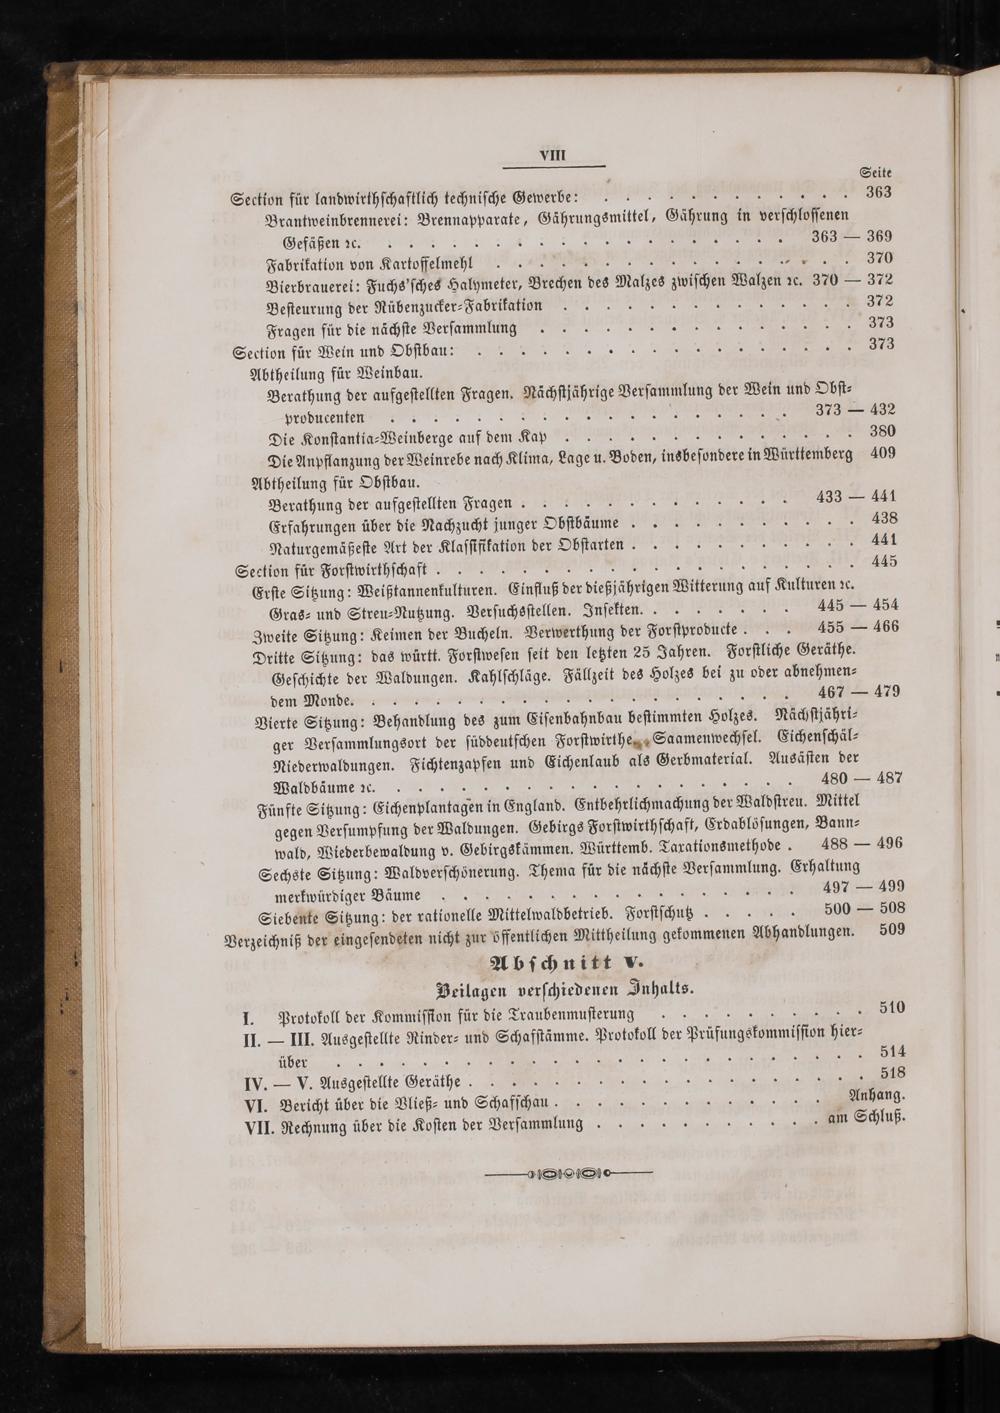 VIII
Seite
Section für landwirthschaftlich technische Gewerbe: . . . . . . . . . . . . 363
Brantweinbrennerei: Brennapparate, Gährungsmittel, Gährung in verschlossenen
Gefäßen ꝛc. . . . . . . . . . . . . . . . . . . . 363 — 369
Fabrikation von Kartoffelmehl . . . . . . . . . . . . . . . . 370
Bierbrauerei: Fuchs'sches Halymeter, Brechen des Malzes zwischen Walzen ꝛc. 370 — 372
Besteurung der Rübenzucker-Fabrikation . . . . . . . . . . . . . 372
Fragen für die nächste Versammlung . . . . . . . . . . . . . . 373
Section für Wein und Obstbau: . . . . . . . . . . . . . . . . . 373
Abtheilung für Weinbau.
Berathung der aufgestellten Fragen. Nächstjährige Versammlung der Wein und Obst-
producenten . . . . . . . . . . . . . . . . . . 373 — 432
Die Konstantia-Weinberge auf dem Kap . . . . . . . . . . . . . 380
Die Anpflanzung der Weinrebe nach Klima, Lage u. Boden, insbesondere in Württemberg 409
Abtheilung für Obstbau.
Berathung der aufgestellten Fragen . . . . . . . . . . . . . 433 — 441
Erfahrungen über die Nachzucht junger Obstbäume . . . . . . . . . . . 438
Naturgemäßeste Art der Klassifikation der Obstarten . . . . . . . . . . . 441
Section für Forstwirthschaft . . . . . . . . . . . . . . . . . . . 445
Erste Sitzung: Weißtannenkulturen. Einfluß der dießjährigen Witterung auf Kulturen ꝛc.
Gras- und Streu-Nutzung. Versuchsstellen. Insekten. . . . . . . . 445 — 454
Zweite Sitzung: Keimen der Bucheln. Verwerthung der Forstproducte . . . 455 — 466
Dritte Sitzung: das württ. Forstwesen seit den letzten 25 Jahren. Forstliche Geräthe.
Geschichte der Waldungen. Kahlschläge. Fällzeit des Holzes bei zu oder abnehmen-
dem Monde. . . . . . . . . . . . . . . . . . . . 467 — 479
Vierte Sitzung: Behandlung des zum Eisenbahnbau bestimmten Holzes. Nächstjähri-
ger Versammlungsort der süddeutschen Forstwirthe. Saamenwechsel. Eichenschäl-
Niederwaldungen. Fichtenzapfen und Eichenlaub als Gerbmaterial. Ausästen der
Waldbäume ꝛc. . . . . . . . . . . . . . . . . . . 480 — 487
Fünfte Sitzung: Eichenplantagen in England. Entbehrlichmachung der Waldstreu. Mittel
gegen Versumpfung der Waldungen. Gebirgs Forstwirthschaft, Erdablösungen, Bann-
wald, Wiederbewaldung v. Gebirgskämmen. Württemb. Taxationsmethode . 488 — 496
Sechste Sitzung: Waldverschönerung. Thema für die nächste Versammlung. Erhaltung
merkwürdiger Bäume . . . . . . . . . . . . . . . . 497 — 499
Siebente Sitzung: der rationelle Mittelwaldbetrieb. Forstschutz . . . . . 500 — 508
Verzeichniß der eingesendeten nicht zur öffentlichen Mittheilung gekommenen Abhandlungen. 509
Abschnitt V.
Beilagen verschiedenen Inhalts.
I. Protokoll der Kommission für die Traubenmusterung . . . . . . . . . . 510
II. — III. Ausgestellte Rinder- und Schafstämme. Protokoll der Prüfungskommission hier-
über . . . . . . . . . . . . . . . . . . . . . . . 514
IV. — V. Ausgestellte Geräthe . . . . . . . . . . . . . . . . . . 518
VI. Bericht über die Vließ- und Schafschau . . . . . . . . . . . . . Anhang.
VII. Rechnung über die Kosten der Versammlung . . . . . . . . . . . am Schluß.